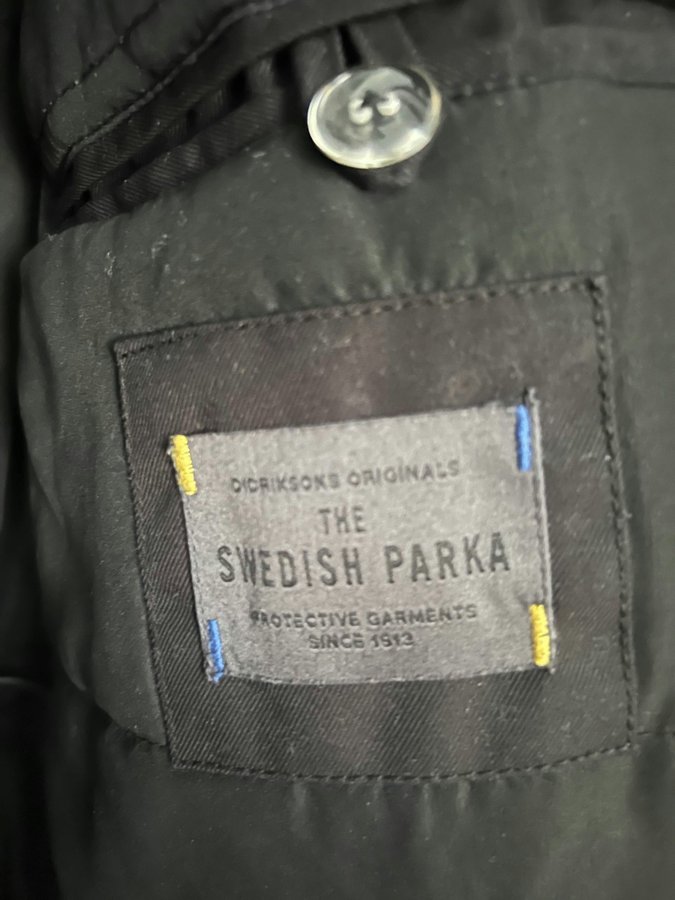 DIDRIKSONS ORIGINALS
THE
SWEDISH PARKA
PROTECTIVE GARMENTS
SINCE 1913